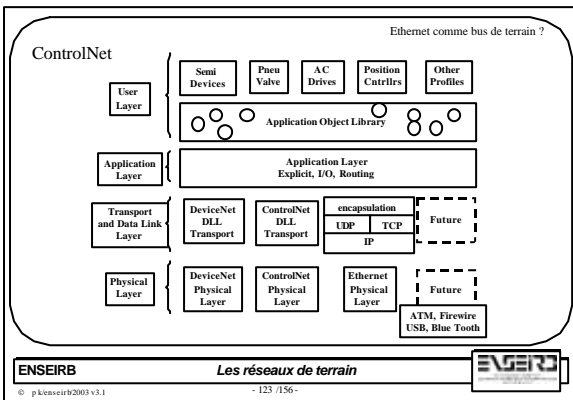 Ethernet comme bus de terrain ?
ControlNet
User
Layer
Semi
Devices
Pneu
Valve
AC
Drives
Position
Cntrllrs
Other
Profiles
Application Object Library
Application
Layer
Application Layer
Explicit, I/O, Routing
Transport
and Data Link
Layer
DeviceNet
DLL
Transport
ControlNet
DLL
Transport
encapsulation
UDP
TCP
IP
Future
Physical
Layer
DeviceNet
Physical
Layer
ControlNet
Physical
Layer
Ethernet
Physical
Layer
Future
ATM, Firewire
USB, Blue Tooth
ENSEIRB
Les réseaux de terrain
ENSEIRB
© pk/enseirb/2003 v3.1
- 123 /156 -